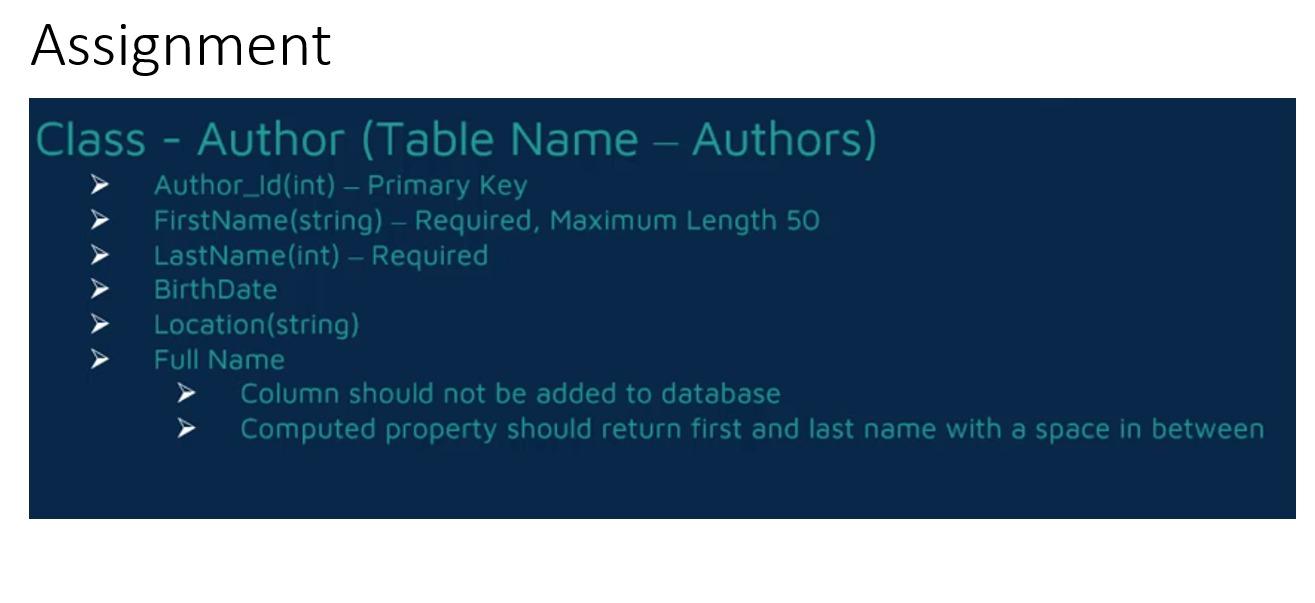 Assignment
Class - Author (Table Name – Authors)
Author_Id(int) – Primary Key
FirstName(string) – Required, Maximum Length 50
LastName(int) – Required
BirthDate
Location(string)
Full Name
Column should not be added to database
Computed property should return first and last name with a space in between